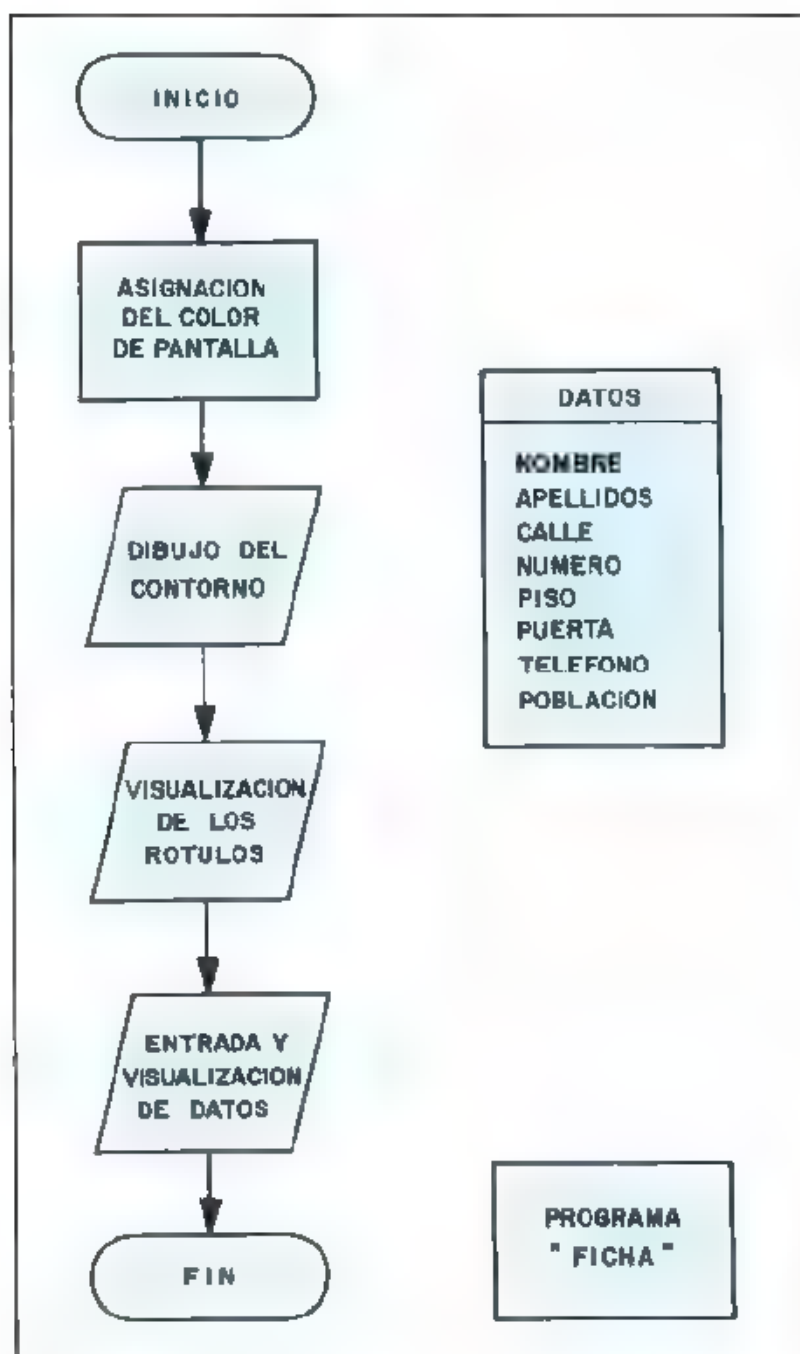 INICIO
ASIGNACION
DEL COLOR
DE PANTALLA
DIBUJO DEL
CONTORNO
VISUALIZACION
DE LOS
ROTULOS
ENTRADA Y
VISUALIZACION
DE DATOS
FIN
DATOS
NOMBRE
APELLIDOS
CALLE
NUMERO
PISO
PUERTA
TELEFONO
POBLACION
PROGRAMA
" FICHA "